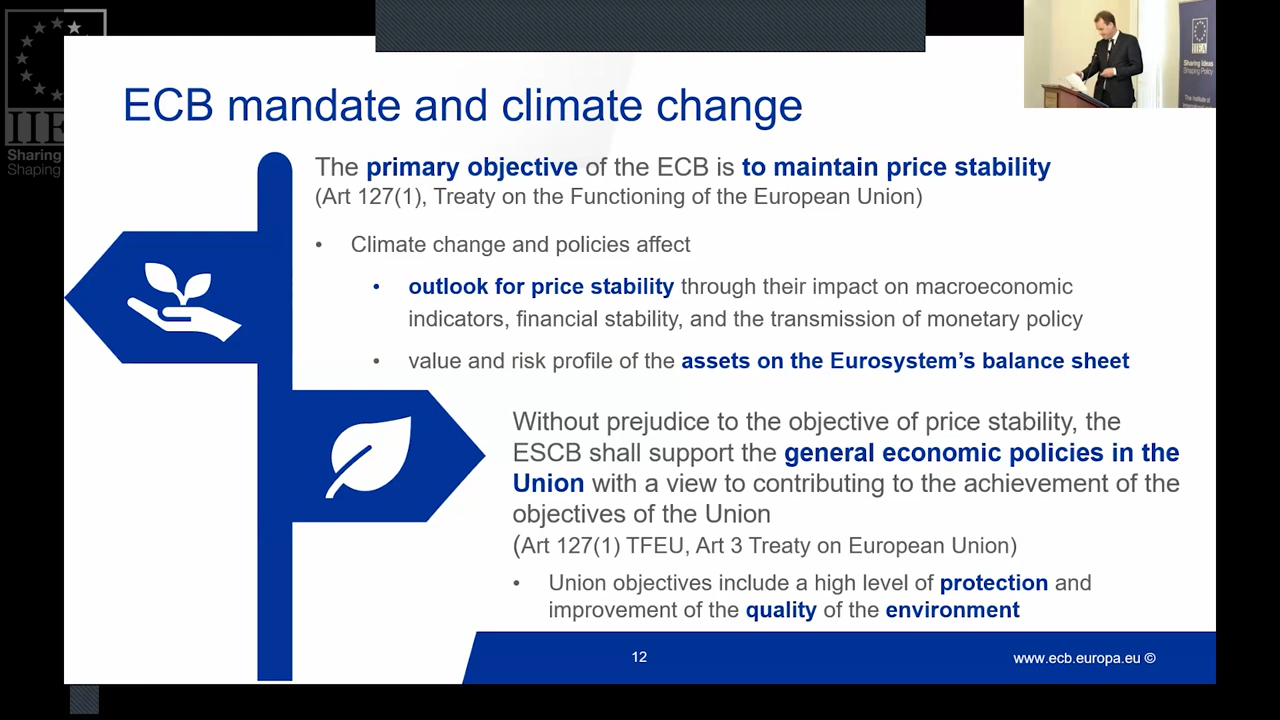 IIEA
Sharing
Shaping
IIEA
Sharing Ideas
Shaping Policy
ECB mandate and climate change
The primary objective of the ECB is to maintain price stability
(Art 127(1), Treaty on the Functioning of the European Union)
• Climate change and policies affect
• outlook for price stability through their impact on macroeconomic
indicators, financial stability, and the transmission of monetary policy
• value and risk profile of the assets on the Eurosystem’s balance sheet
Without prejudice to the objective of price stability, the
ESCB shall support the general economic policies in the
Union with a view to contributing to the achievement of the
objectives of the Union
(Art 127(1) TFEU, Art 3 Treaty on European Union)
• Union objectives include a high level of protection and
improvement of the quality of the environment
12
www.ecb.europa.eu ©